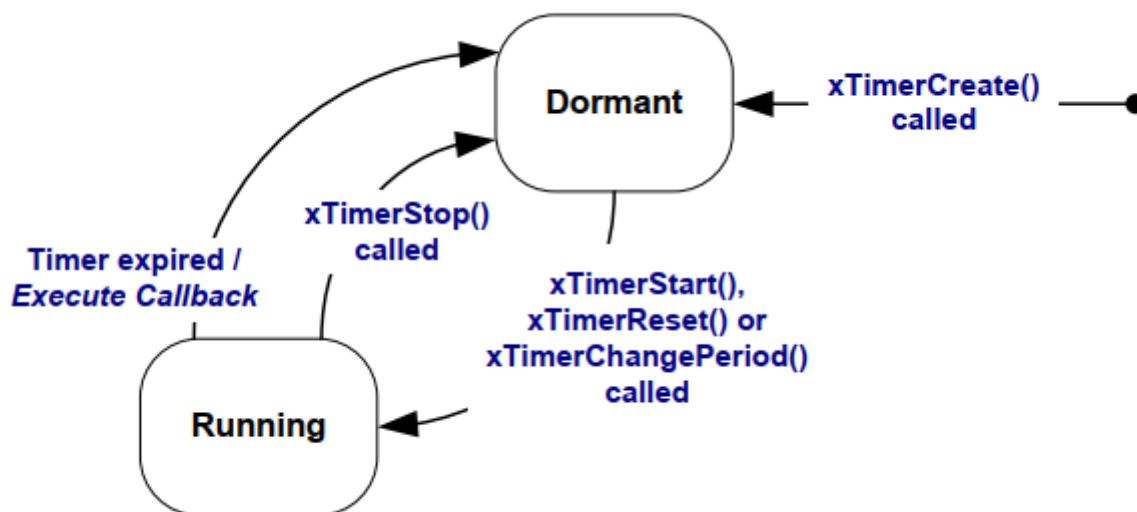 Dormant
xTimerCreate()
called
xTimerStop()
called
Timer expired /
Execute Callback
xTimerStart(),
xTimerReset() or
xTimerChangePeriod()
called
Running